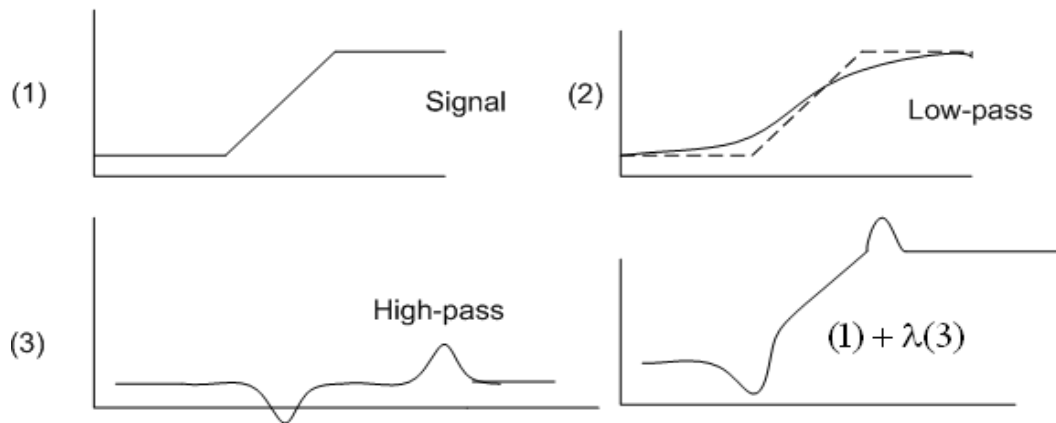 (1)
Signal
(2)
Low-pass
(3)
High-pass
(1) + λ(3)